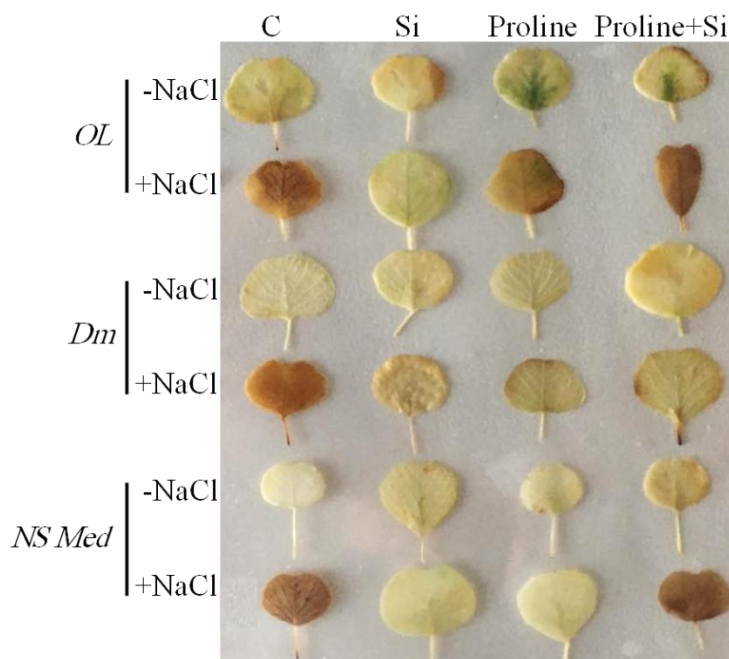 C Si Proline Proline+Si
-NaCl
OL
+NaCl
-NaCl
Dm
+NaCl
-NaCl
NS Med
+NaCl